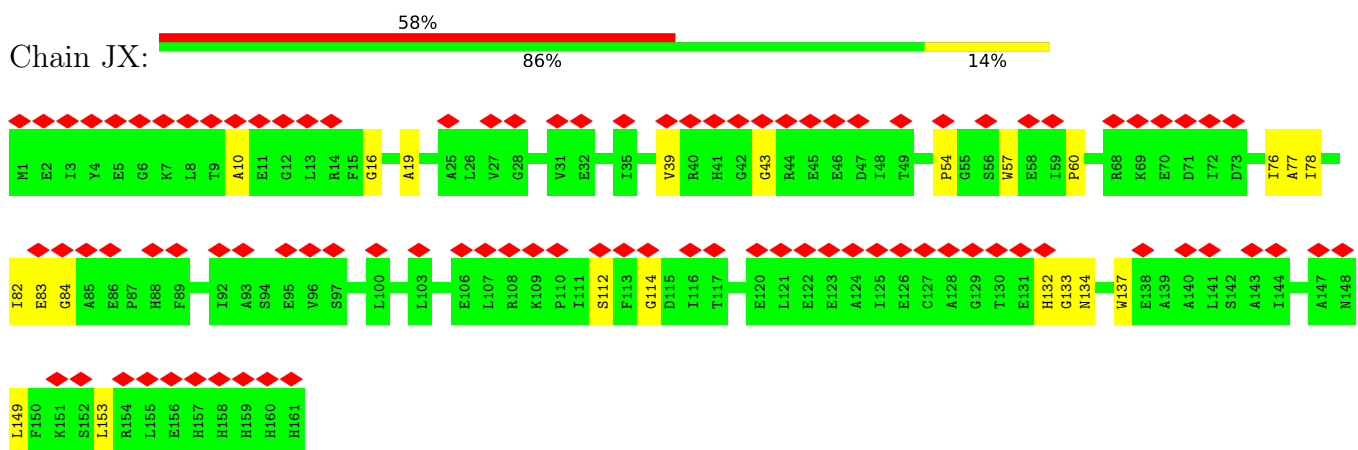 58%
Chain JX:
86% 14%
M1 E2 I3 Y4 E5 G6 K7 L8 T9 A10 E11 G12 L13 R14 F15 G16 A19 A25 L26 V27 G28 V31 E32 I35 V39 R40 H41 G42 G43 R44 E45 E46 D47 I48 T49 P54 G55 S56 W57 E58 I59 P60 R68 K69 E70 D71 I72 D73 I76 A77 I78
I82 E83 G84 A85 E86 P87 H88 F89 I92 A93 S94 E95 V96 S97 L100 L103 E106 L107 R108 K109 P110 I111 S112 F113 G114 D115 I116 T117 E120 L121 E122 E123 A124 I125 E126 C127 A128 G129 T130 E131 H132 G133 N134 W137 E138 A139 A140 L141 S142 A143 I144 A147 N148
L149 F150 K151 S152 L153 R154 L155 E156 H157 H158 H159 H160 H161